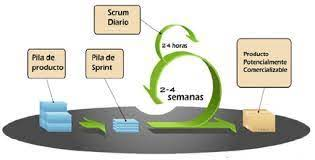 Scrum
Diario
24 horas
Pila de
producto
Pila de
Sprint
2-4
semanas
Producto
Potencialmente
Comercializable